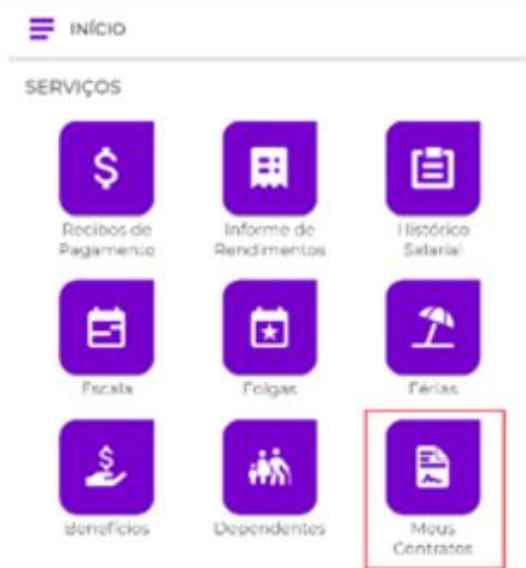 INÍCIO
SERVIÇOS
$
Recibos de
Pagamento
Informe de
Rendimentos
Histórico
Salarial
Escala
Folgas
Férias
$
Benefícios
Dependentes
Meus
Contratos